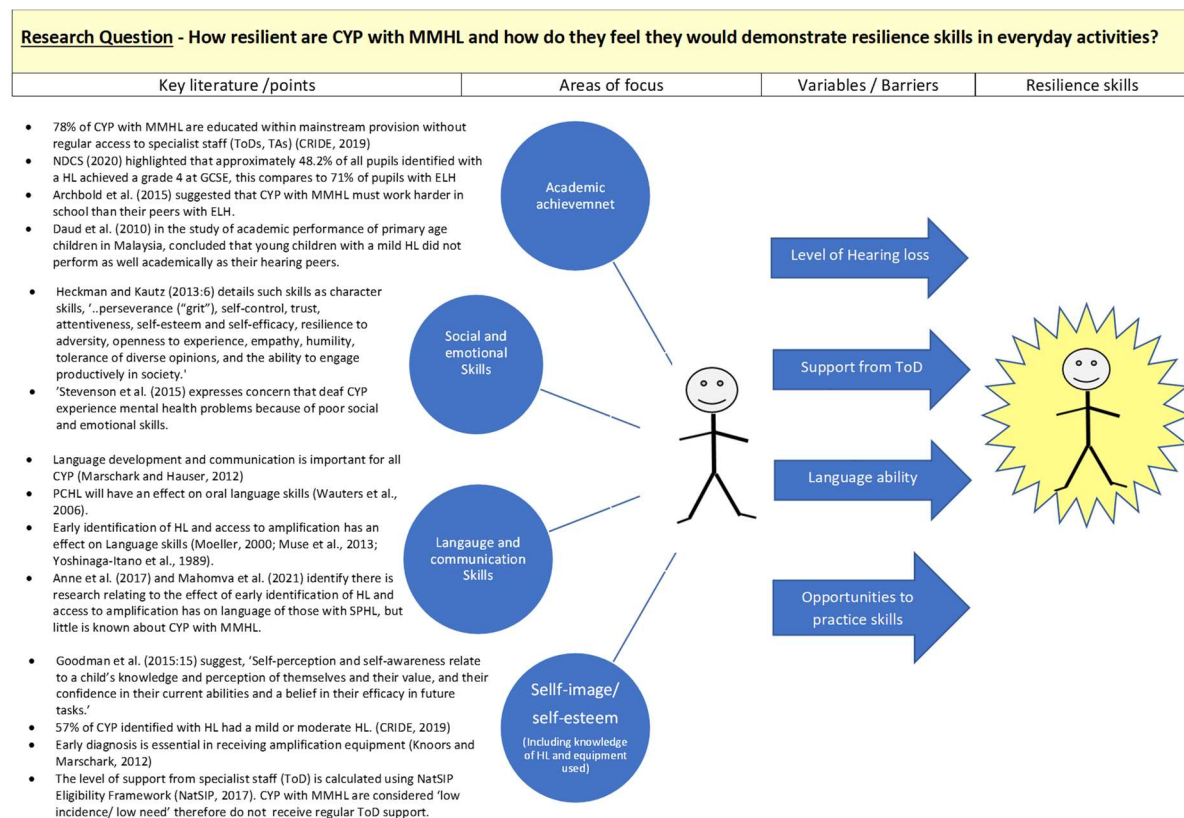 Research Question - How resilient are CYP with MMHL and how do they feel they would demonstrate resilience skills in everyday activities?
Key literature /points
Areas of focus
Variables / Barriers
Resilience skills
• 78% of CYP with MMHL are educated within mainstream provision without
regular access to specialist staff (ToDs, TAs) (CRIDE, 2019)
• NDCS (2020) highlighted that approximately 48.2% of all pupils identified with
a HL achieved a grade 4 at GCSE, this compares to 71% of pupils with ELH
• Archbold et al. (2015) suggested that CYP with MMHL must work harder in
school than their peers with ELH.
• Daud et al. (2010) in the study of academic performance of primary age
children in Malaysia, concluded that young children with a mild HL did not
perform as well academically as their hearing peers.
• Heckman and Kautz (2013:6) details such skills as character
skills, '..perseverance ("grit"), self-control, trust,
attentiveness, self-esteem and self-efficacy, resilience to
adversity, openness to experience, empathy, humility,
tolerance of diverse opinions, and the ability to engage
productively in society.'
• 'Stevenson et al. (2015) expresses concern that deaf CYP
experience mental health problems because of poor social
and emotional skills.
• Language development and communication is important for all
CYP (Marschark and Hauser, 2012)
• PCHL will have an effect on oral language skills (Wauters et al.,
2006).
• Early identification of HL and access to amplification has an
effect on Language skills (Moeller, 2000; Muse et al., 2013;
Yoshinaga-Itano et al., 1989).
• Anne et al. (2017) and Mahomva et al. (2021) identify there is
research relating to the effect of early identification of HL and
access to amplification has on language of those with SPHL, but
little is known about CYP with MMHL.
• Goodman et al. (2015:15) suggest, 'Self-perception and self-awareness relate
to a child's knowledge and perception of themselves and their value, and their
confidence in their current abilities and a belief in their efficacy in future
tasks.'
• 57% of CYP identified with HL had a mild or moderate HL. (CRIDE, 2019)
• Early diagnosis is essential in receiving amplification equipment (Knoors and
Marschark, 2012)
• The level of support from specialist staff (ToD) is calculated using NatSIP
Eligibility Framework (NatSIP, 2017). CYP with MMHL are considered 'low
incidence/ low need' therefore do not receive regular ToD support.
Academic
achievemnet
Social and
emotional
Skills
Langauge and
communication
Skills
Sellf-image/
self-esteem
(Including knowledge
of HL and equipment
used)
Level of Hearing loss
Support from ToD
Language ability
Opportunities to
practice skills